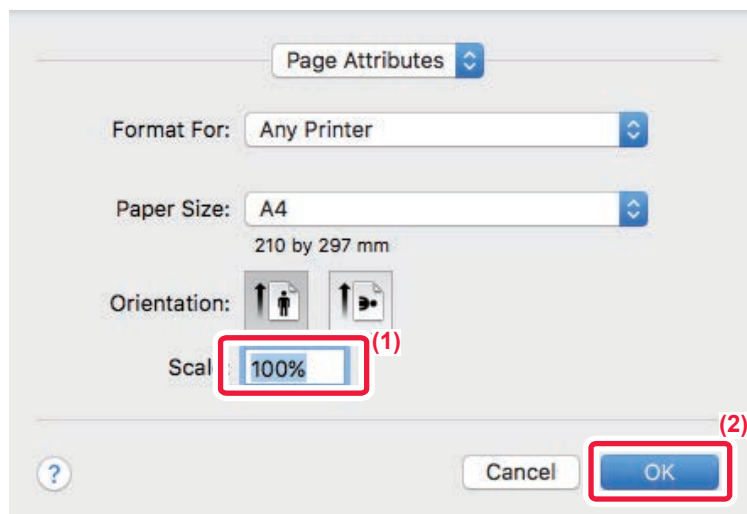 Page Attributes
Format For: Any Printer
Paper Size: A4
210 by 297 mm
Orientation:
(1)
Scal : 100%
(2)
? Cancel OK